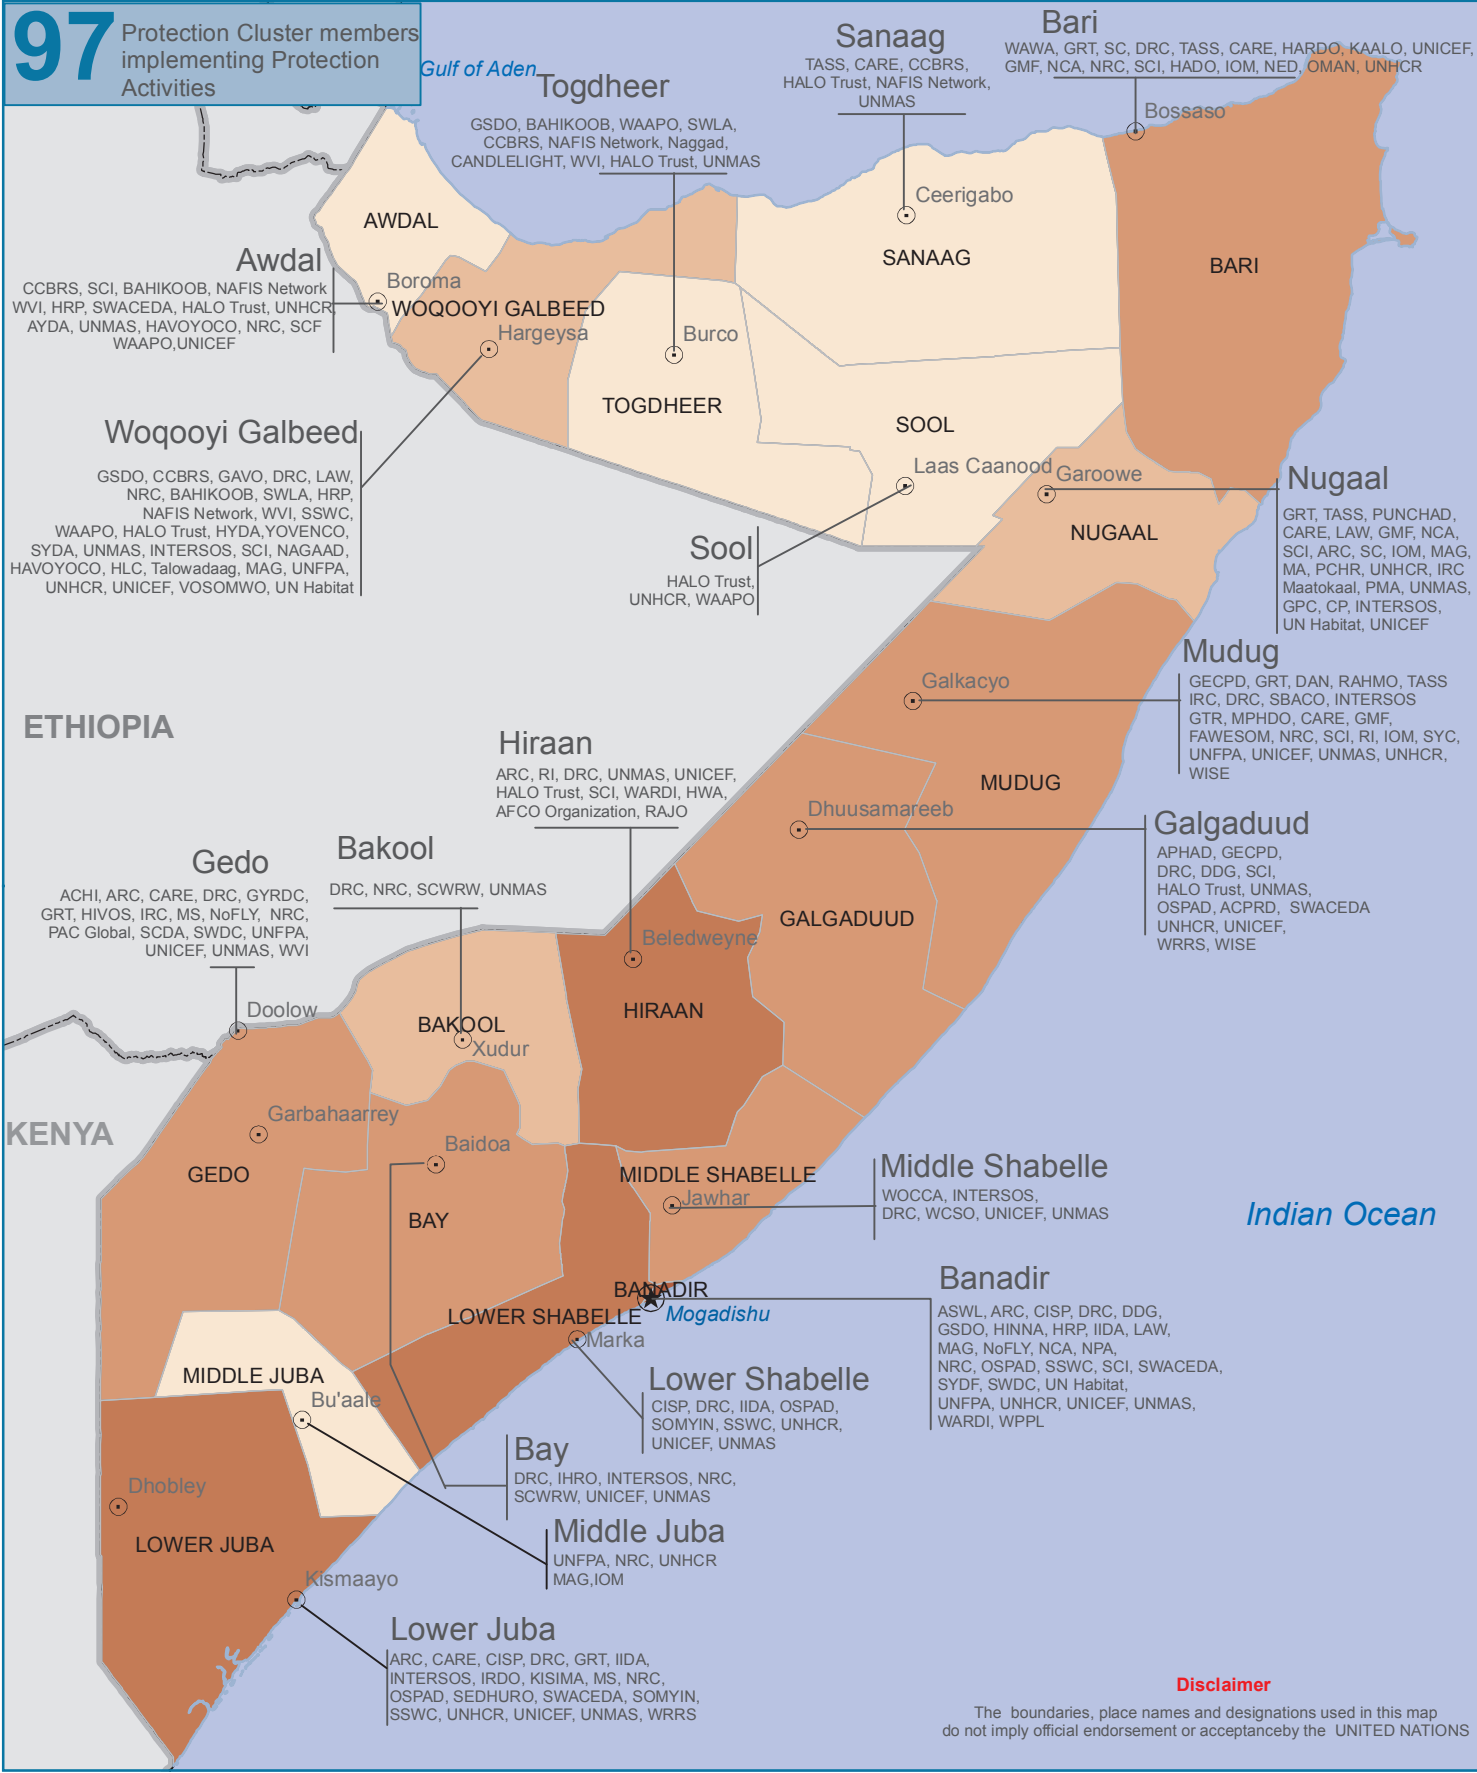 97 Protection Cluster members
implementing Protection
Activities
Gulf of Aden
Togdheer
GSDO, BAHIKOOB, WAAPO, SWLA,
CCBRS, NAFIS Network, Naggad,
CANDLELIGHT, WVI, HALO Trust, UNMAS
Sanaag
TASS, CARE, CCBRS,
HALO Trust, NAFIS Network,
UNMAS
Bari
WAWA, GRT, SC, DRC, TASS, CARE, HARDO, KAALO, UNICEF,
GMF, NCA, NRC, SCI, HADO, IOM, NED, OMAN, UNHCR
Bossaso
Ceerigabo
AWDAL
SANAAG
BARI
Awdal
CCBRS, SCI, BAHIKOOB, NAFIS Network
WVI, HRP, SWACEDA, HALO Trust, UNHCR,
AYDA, UNMAS, HAVOYOCO, NRC, SCF
WAAPO,UNICEF
Boroma
WOQOOYI GALBEED
Hargeysa
Burco
TOGDHEER
SOOL
Woqooyi Galbeed
GSDO, CCBRS, GAVO, DRC, LAW,
NRC, BAHIKOOB, SWLA, HRP,
NAFIS Network, WVI, SSWC,
WAAPO, HALO Trust, HYDA,YOVENCO,
SYDA, UNMAS, INTERSOS, SCI, NAGAAD,
HAVOYOCO, HLC, Talowadaag, MAG, UNFPA,
UNHCR, UNICEF, VOSOMWO, UN Habitat
Laas Caanood
Garoowe
Sool
HALO Trust,
UNHCR, WAAPO
NUGAAL
Nugaal
GRT, TASS, PUNCHAD,
CARE, LAW, GMF, NCA,
SCI, ARC, SC, IOM, MAG,
MA, PCHR, UNHCR, IRC
Maatokaal, PMA, UNMAS,
GPC, CP, INTERSOS,
UN Habitat, UNICEF
Mudug
GECPD, GRT, DAN, RAHMO, TASS
IRC, DRC, SBACO, INTERSOS
GTR, MPHDO, CARE, GMF,
FAWESOM, NRC, SCI, RI, IOM, SYC,
UNFPA, UNICEF, UNMAS, UNHCR,
WISE
Galkacyo
ETHIOPIA
Hiraan
ARC, RI, DRC, UNMAS, UNICEF,
HALO Trust, SCI, WARDI, HWA,
AFCO Organization, RAJO
MUDUG
Dhuusamareeb
Galgaduud
APHAD, GECPD,
DRC, DDG, SCI,
HALO Trust, UNMAS,
OSPAD, ACPRD,  SWACEDA
UNHCR, UNICEF,
WRRS, WISE
Gedo
ACHI, ARC, CARE, DRC, GYRDC,
GRT, HIVOS, IRC, MS, NoFLY,  NRC,
PAC Global, SCDA, SWDC, UNFPA,
UNICEF, UNMAS, WVI
Bakool
DRC, NRC, SCWRW, UNMAS
GALGADUUD
Beledweyne
HIRAAN
Doolow
BAKOOL
Xudur
Garbahaarrey
KENYA
Baidoa
GEDO
BAY
MIDDLE SHABELLE
Jawhar
Middle Shabelle
WOCCA, INTERSOS,
DRC, WCSO, UNICEF, UNMAS
Indian Ocean
BANADIR
Mogadishu
LOWER SHABELLE
Marka
Banadir
ASWL, ARC, CISP, DRC, DDG,
GSDO, HINNA, HRP, IIDA, LAW,
MAG, NoFLY, NCA, NPA,
NRC, OSPAD, SSWC, SCI, SWACEDA,
SYDF, SWDC, UN Habitat,
UNFPA, UNHCR, UNICEF, UNMAS,
WARDI, WPPL
MIDDLE JUBA
Bu'aale
Lower Shabelle
CISP, DRC, IIDA, OSPAD,
SOMYIN, SSWC, UNHCR,
UNICEF, UNMAS
Bay
DRC, IHRO, INTERSOS, NRC,
SCWRW, UNICEF, UNMAS
Dhobley
LOWER JUBA
Middle Juba
UNFPA, NRC, UNHCR
MAG,IOM
Kismaayo
Lower Juba
ARC, CARE, CISP, DRC, GRT, IIDA,
INTERSOS, IRDO, KISIMA, MS, NRC,
OSPAD, SEDHURO, SWACEDA, SOMYIN,
SSWC, UNHCR, UNICEF, UNMAS, WRRS
Disclaimer
The  boundaries, place names and designations used in this map
do not imply official endorsement or acceptanceby the  UNITED NATIONS